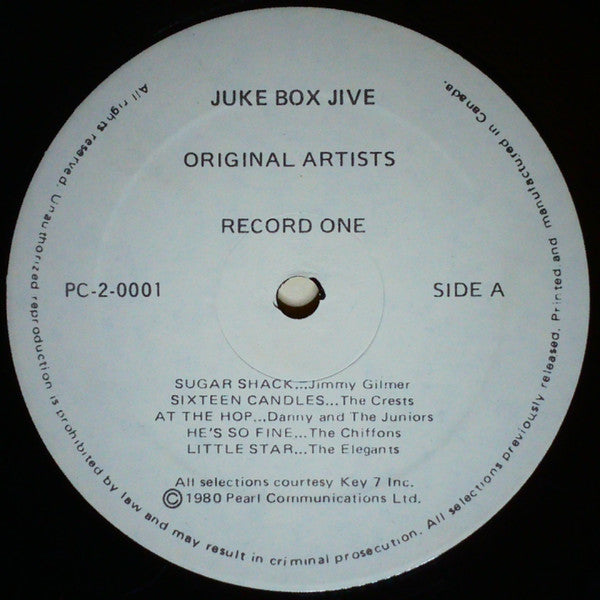 JUKE BOX JIVE
ORIGINAL ARTISTS
RECORD ONE
PC-2-0001
SIDE A
SUGAR SHACK...Jimmy Gilmer
SIXTEEN CANDLES...The Crests
AT THE HOP...Danny and The Juniors
HE'S SO FINE...The Chiffons
LITTLE STAR...The Elegants
All selections courtesy Key 7 Inc.
©1980 Pearl Communications Ltd.
All rights reserved. Unauthorized reproduction is prohibited by law and may result in criminal prosecution. All selections previously released. Printed and manufactured in Canada.